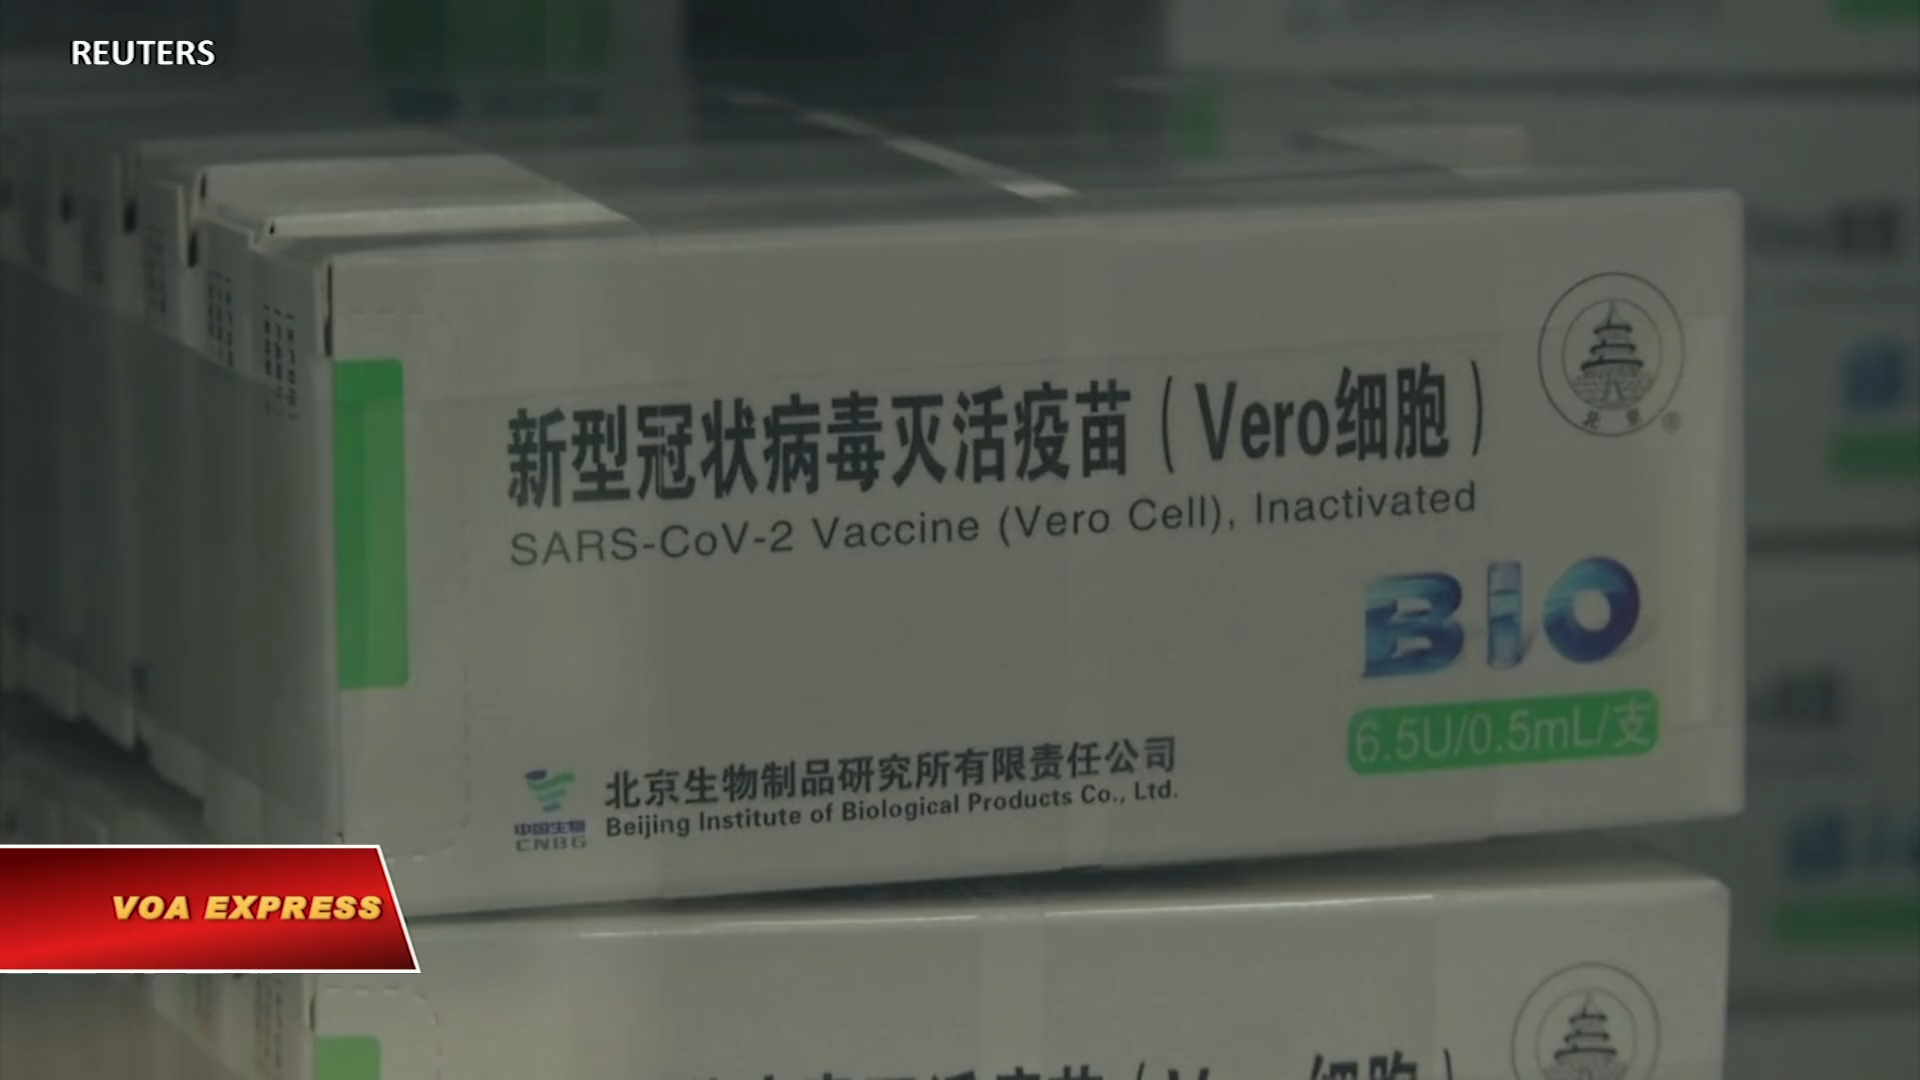 REUTERS
新型冠状病毒灭活疫苗(Vero细胞)
SARS-CoV-2 Vaccine (Vero Cell), Inactivated
北京
®
BIO
6.5U/0.5mL/支
中国生物
CNBG
北京生物制品研究所有限责任公司
Beijing Institute of Biological Products Co., Ltd.
VOA EXPRESS